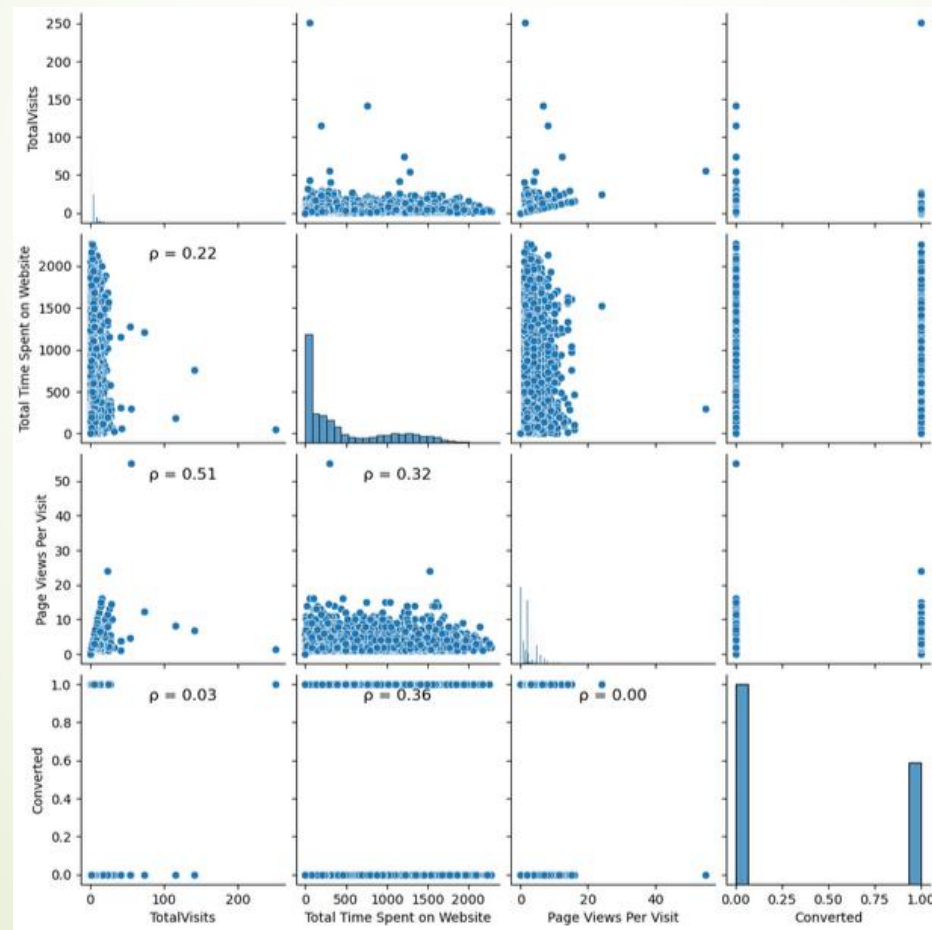 250
200
150
100
50
0
TotalVisits
ρ = 0.22
2000
1500
1000
500
0
Total Time Spent on Website
ρ = 0.51
ρ = 0.32
50
40
30
20
10
0
Page Views Per Visit
ρ = 0.03
ρ = 0.36
ρ = 0.00
1.0
0.8
0.6
0.4
0.2
0.0
Converted
0 200
0 500 1000 1500 2000
0 20 40
0.00 0.25 0.50 0.75 1.00
TotalVisits
Total Time Spent on Website
Page Views Per Visit
Converted